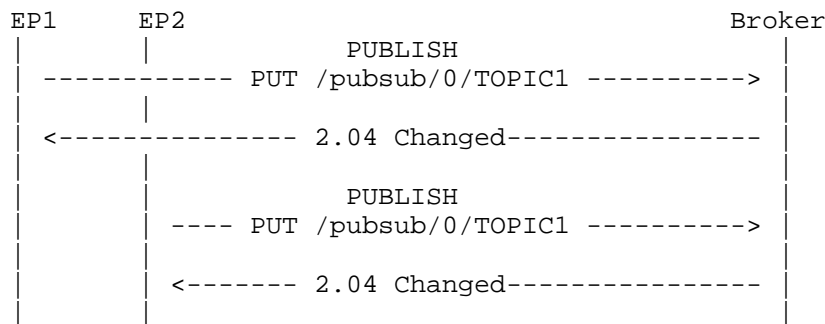 EP1 EP2 Broker
PUBLISH
------------ PUT /pubsub/0/TOPIC1 ---------->
<--------------- 2.04 Changed----------------
PUBLISH
---- PUT /pubsub/0/TOPIC1 ---------->
<------- 2.04 Changed----------------